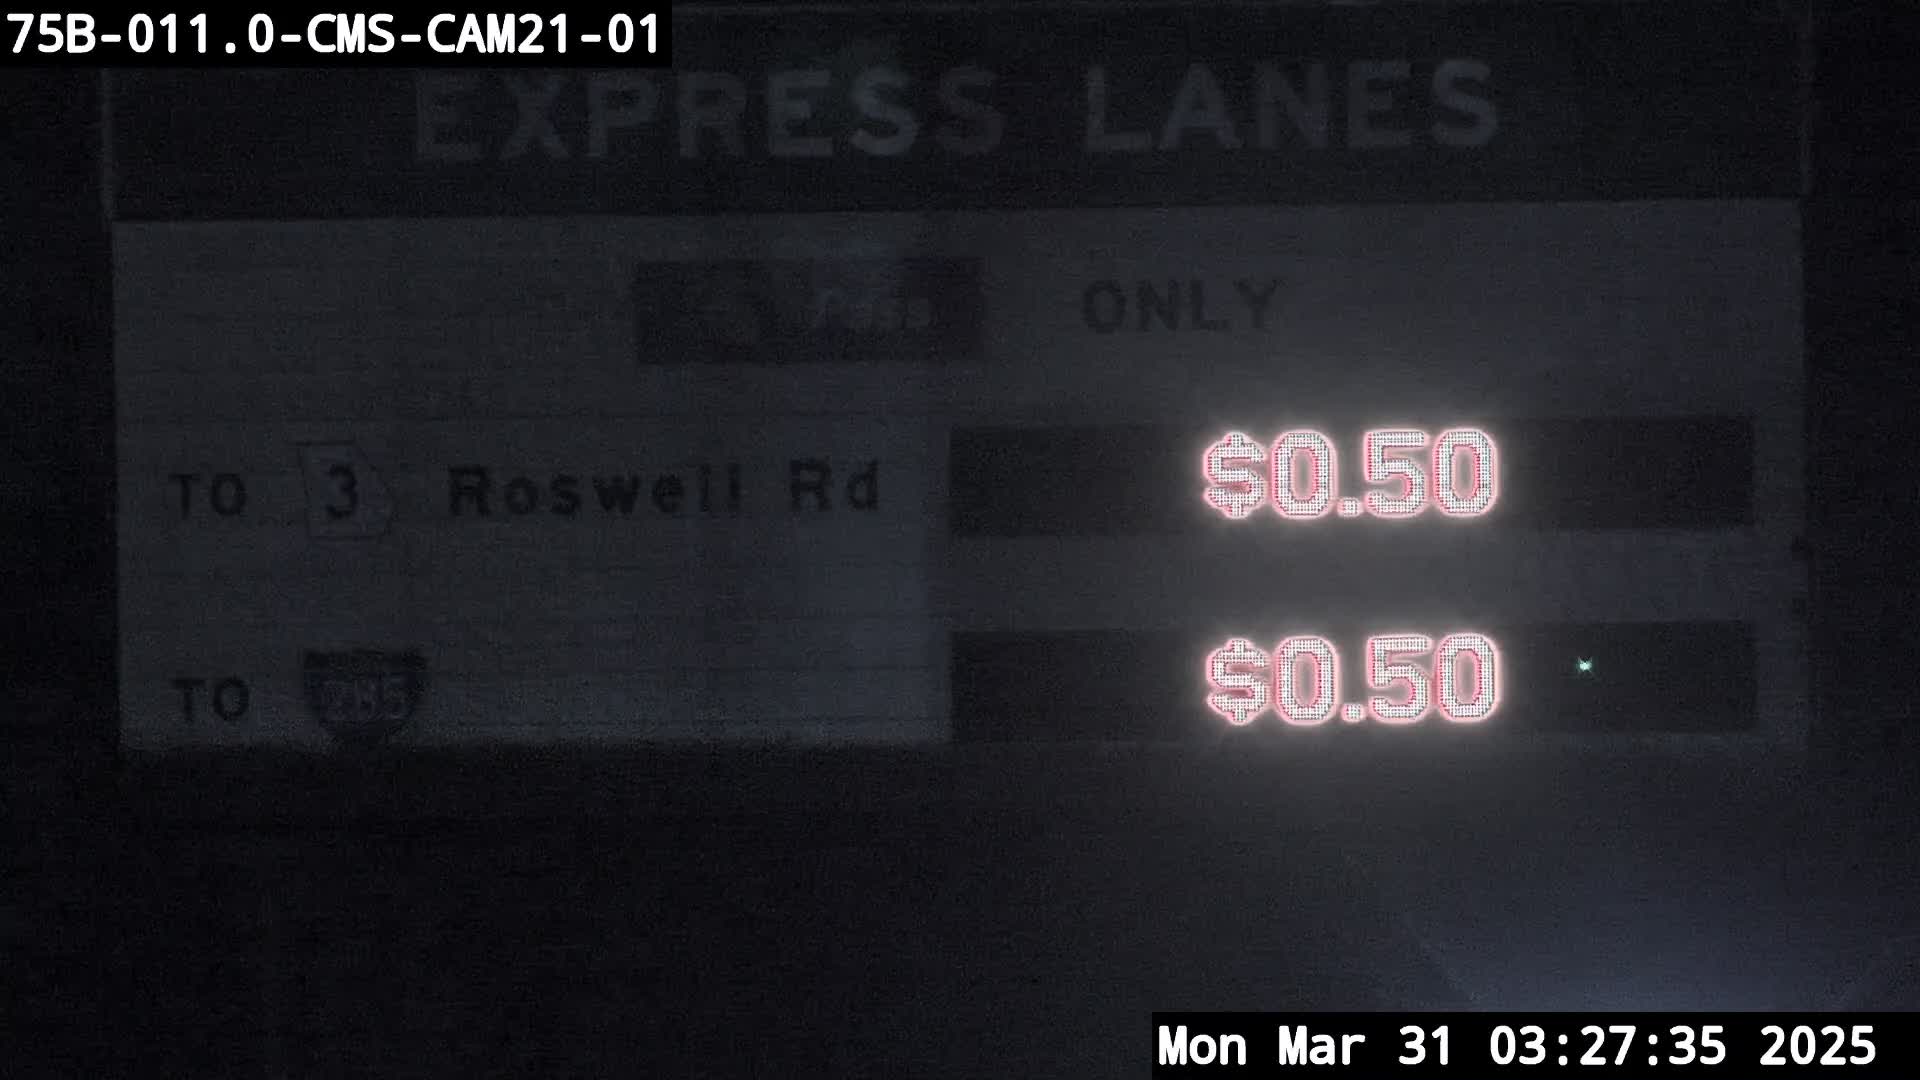 75B-011.0-CMS-CAM21-01
EXPRESS LANES
ONLY
TO 3 Roswell Rd $0.50
TO 285 $0.50
Mon Mar 31 03:27:35 2025